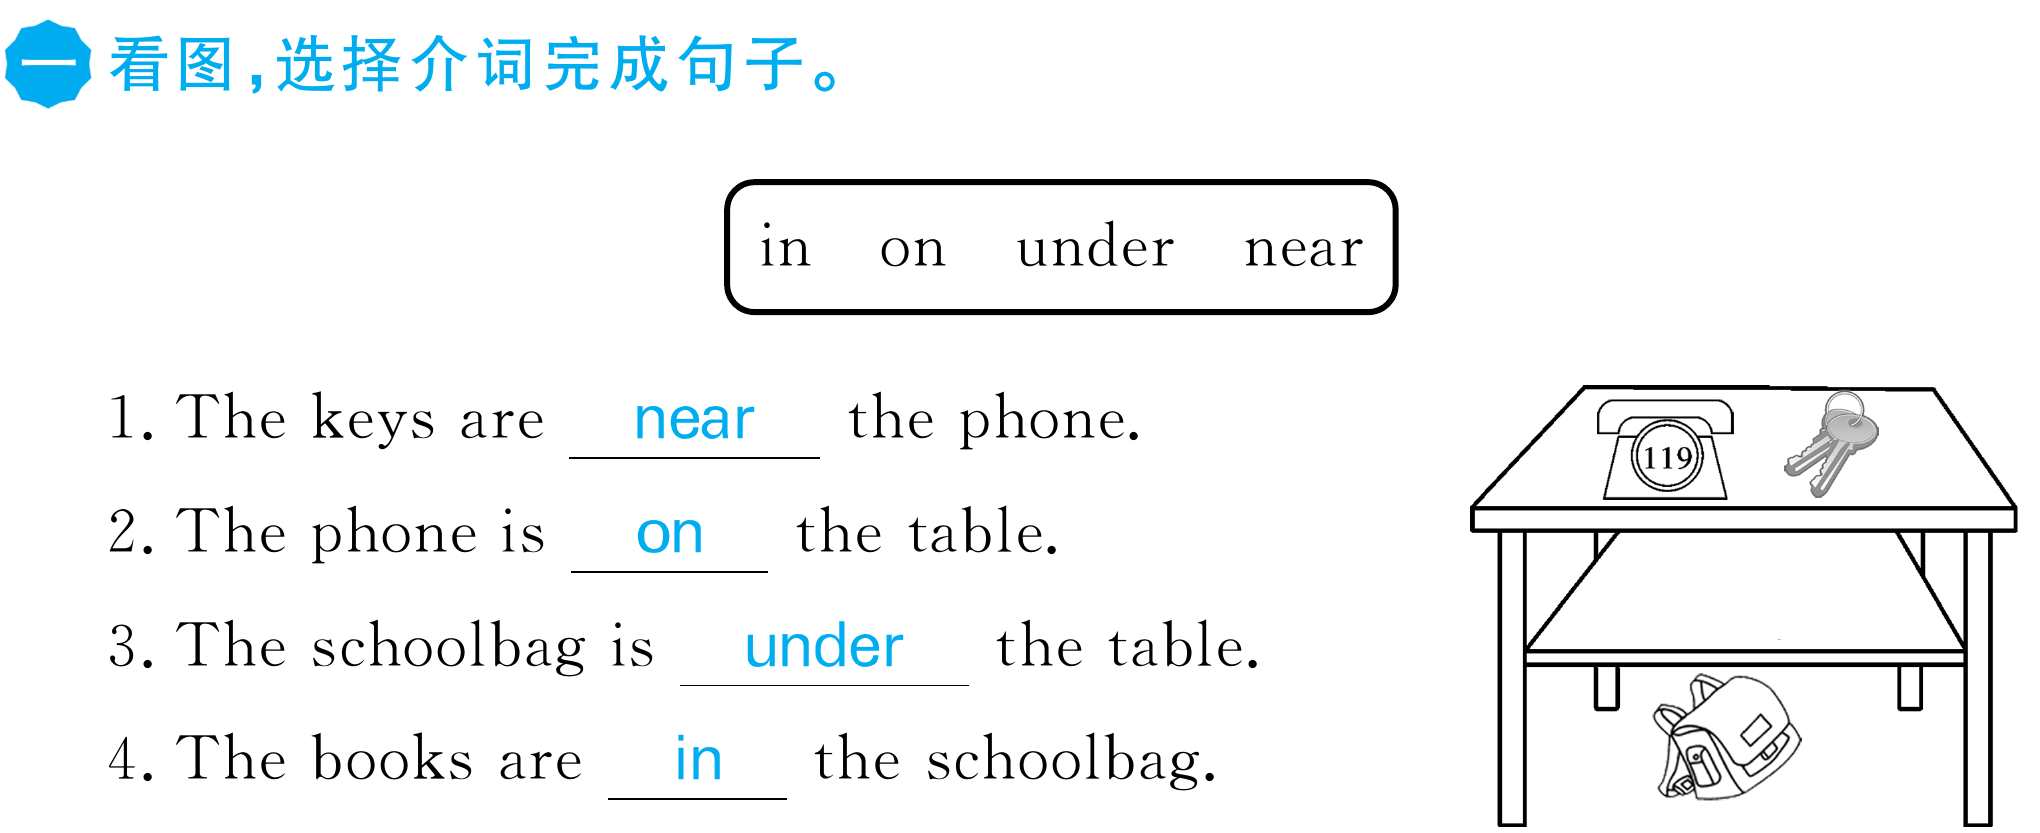 一 看图,选择介词完成句子。
in on under near
1. The keys are near the phone.
2. The phone is on the table.
3. The schoolbag is under the table.
4. The books are in the schoolbag.
119